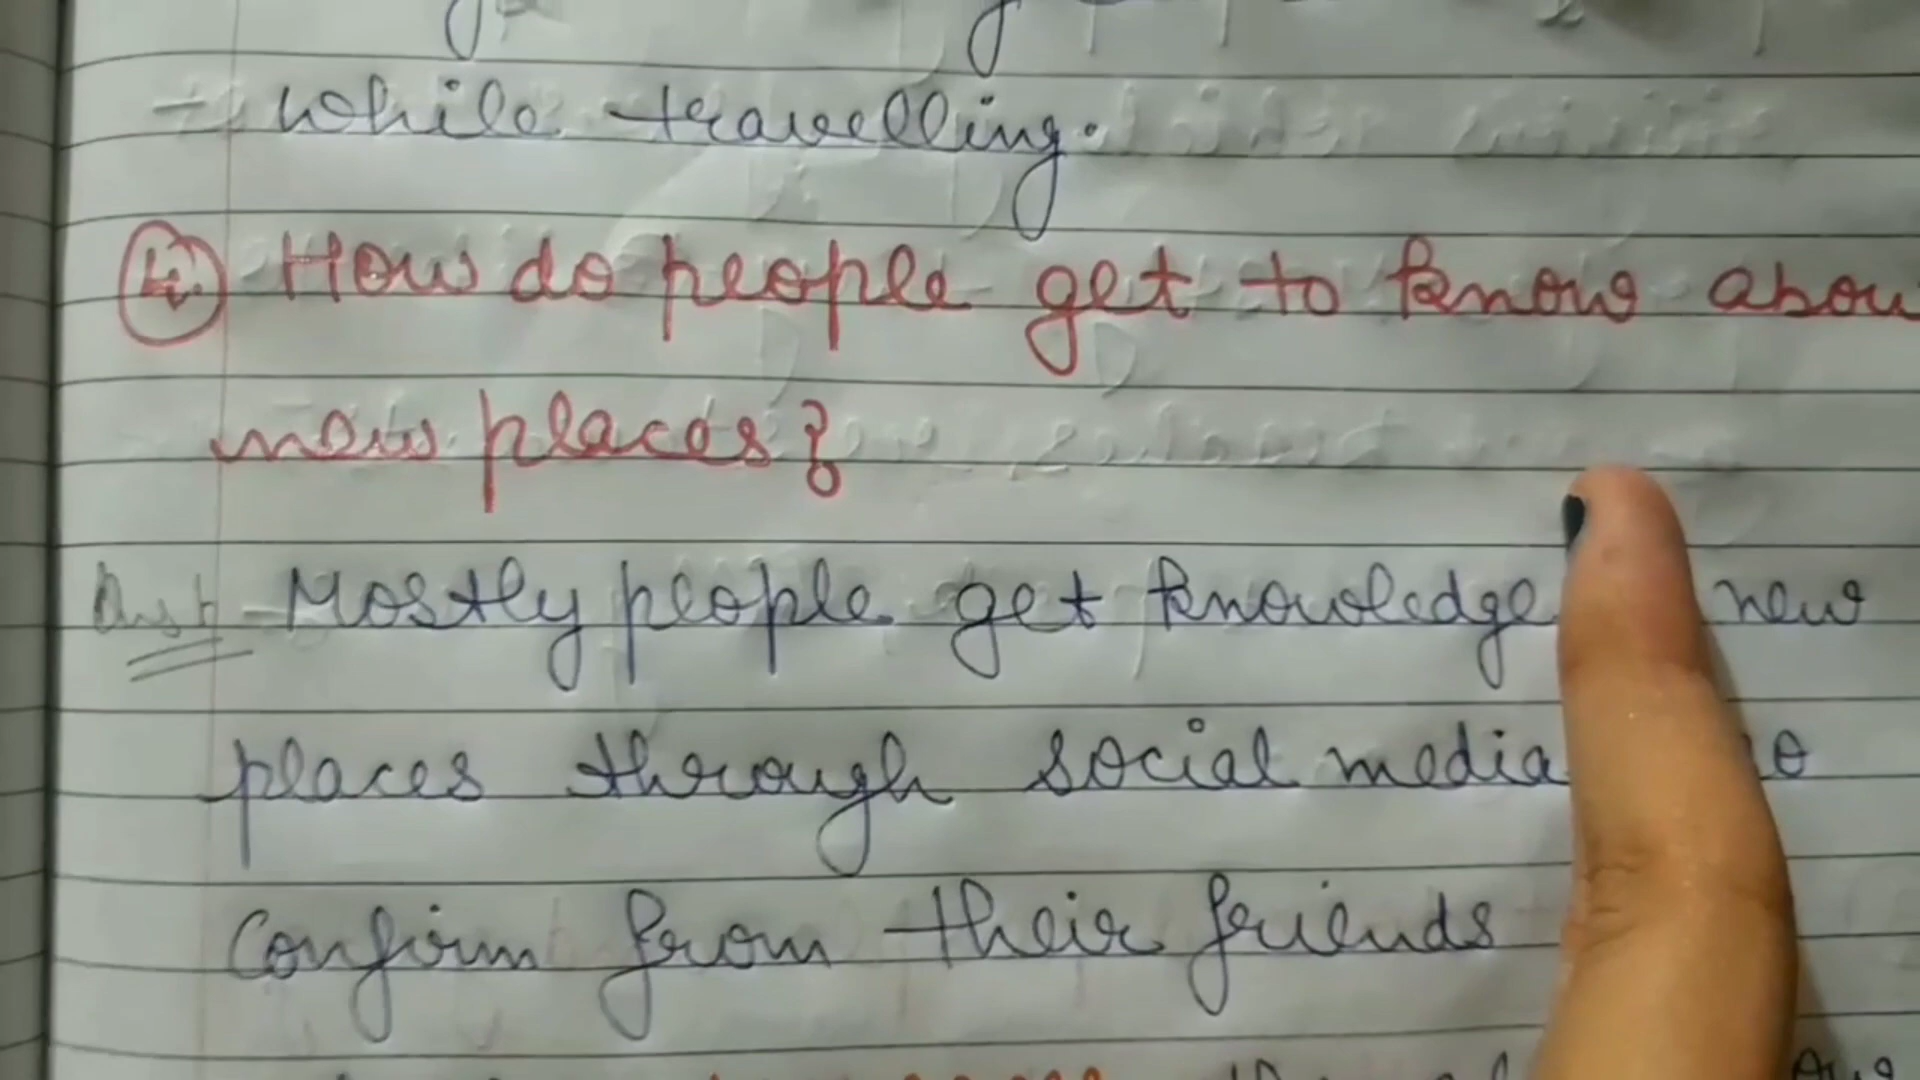 while travelling.
4. How do people get to know abou
new places?
Ans: Mostly people get knowledge new
places through social media
Confirm from their friends